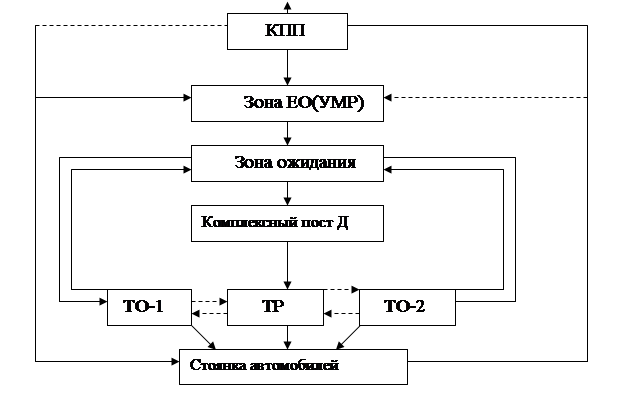 КПП
Зона ЕО(УМР)
Зона ожидания
Комплексный пост Д
ТО-1
ТР
ТО-2
Стоянка автомобилей